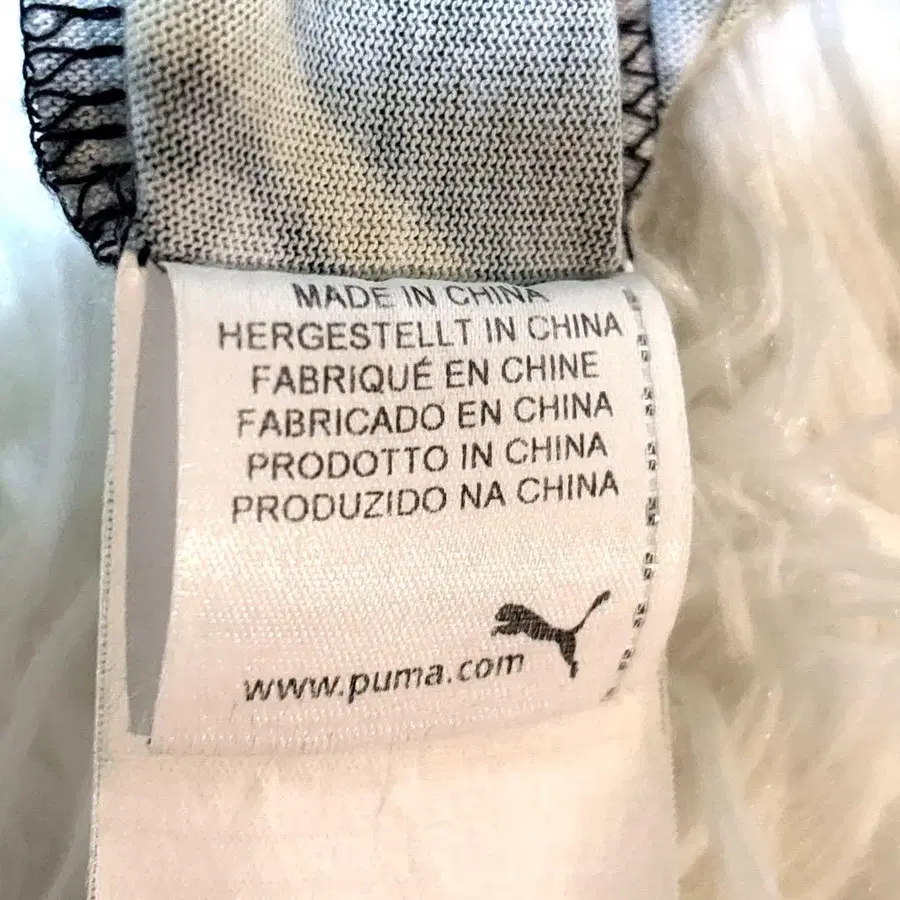 MADE IN CHINA
HERGESTELLT IN CHINA
FABRIQUÉ EN CHINE
FABRICADO EN CHINA
PRODOTTO IN CHINA
PRODUZIDO NA CHINA
www.puma.com